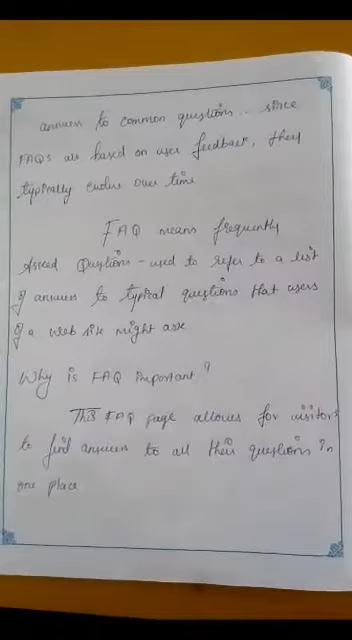 answers to common questions... since
FAQs are based on user feedback, they
typically evolve over time
FAQ means frequently
Asked Questions - used to refer to a list
of answers to typical questions that users
of a web site might ask
Why is FAQ important?
This FAQ page allows for visitors
to find answers to all their questions in
one place